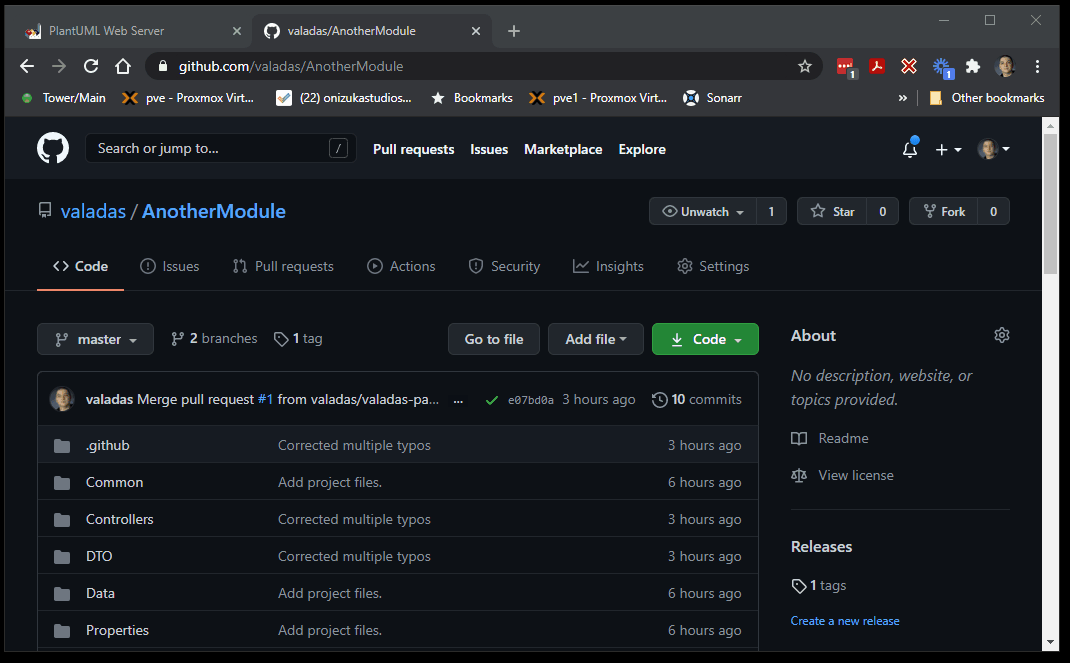 PlantUML Web Server
valadas/AnotherModule
github.com/valadas/AnotherModule
1
1
Tower/Main
pve - Proxmox Virt...
(22) onizukastudios...
Bookmarks
pve1 - Proxmox Virt...
Sonarr
»
Other bookmarks
Search or jump to...
/
Pull requests
Issues
Marketplace
Explore
valadas / AnotherModule
Unwatch 1
Star 0
Fork 0
Code
Issues
Pull requests
Actions
Security
Insights
Settings
master
2 branches
1 tag
Go to file
Add file
Code
valadas Merge pull request #1 from valadas/valadas-pa... ... e07bd0a 3 hours ago 10 commits
.github Corrected multiple typos 3 hours ago
Common Add project files. 6 hours ago
Controllers Corrected multiple typos 3 hours ago
DTO Corrected multiple typos 3 hours ago
Data Add project files. 6 hours ago
Properties Add project files. 6 hours ago
About
No description, website, or
topics provided.
Readme
View license
Releases
1 tags
Create a new release